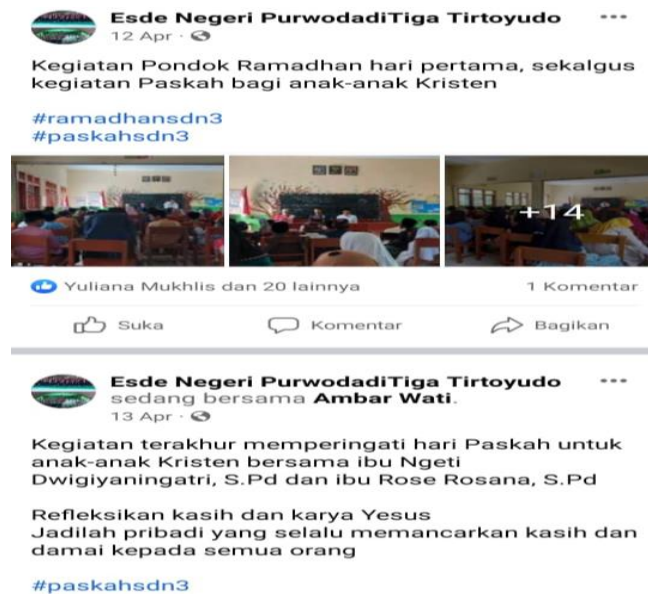 Esde Negeri PurwodadiTiga Tirtoyudo
12 Apr ·
Kegiatan Pondok Ramadhan hari pertama, sekalgus
kegiatan Paskah bagi anak-anak Kristen
#ramadhansdn3
#paskahsdn3
+14
Yuliana Mukhlis dan 20 lainnya 1 Komentar
Suka Komentar Bagikan
Esde Negeri PurwodadiTiga Tirtoyudo
sedang bersama Ambar Wati.
13 Apr ·
Kegiatan terakhur memperingati hari Paskah untuk
anak-anak Kristen bersama ibu Ngeti
Dwigiyaningatri, S.Pd dan ibu Rose Rosana, S.Pd
Refleksikan kasih dan karya Yesus
Jadilah pribadi yang selalu memancarkan kasih dan
damai kepada semua orang
#paskahsdn3